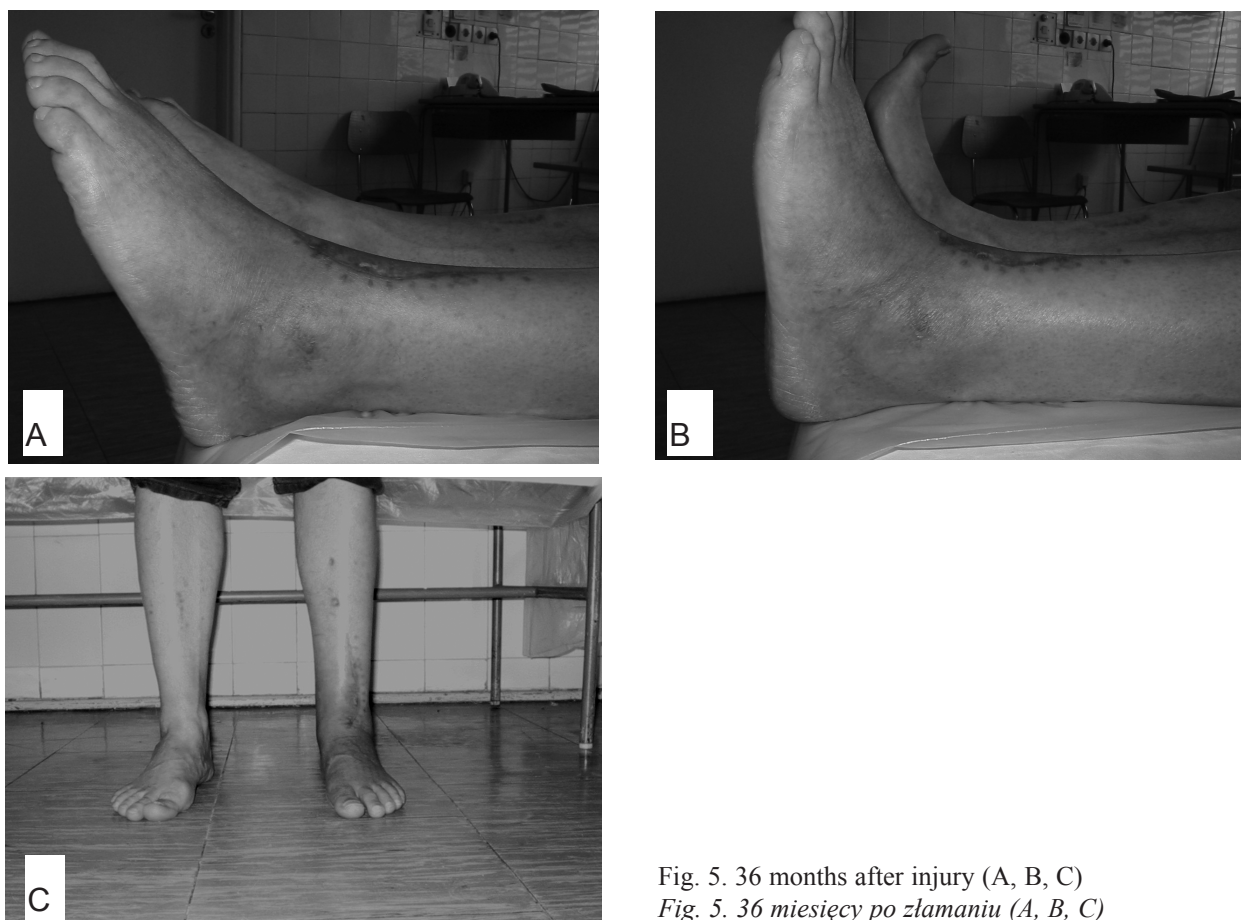 A
B
C
Fig. 5. 36 months after injury (A, B, C)
Fig. 5. 36 miesięcy po złamaniu (A, B, C)